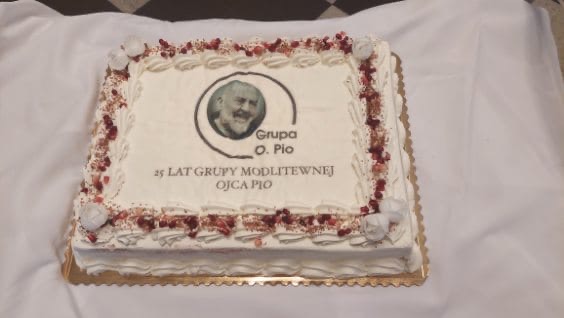 Grupa
O. Pio
25 LAT GRUPY MODLITEWNEJ
OJCA PIO